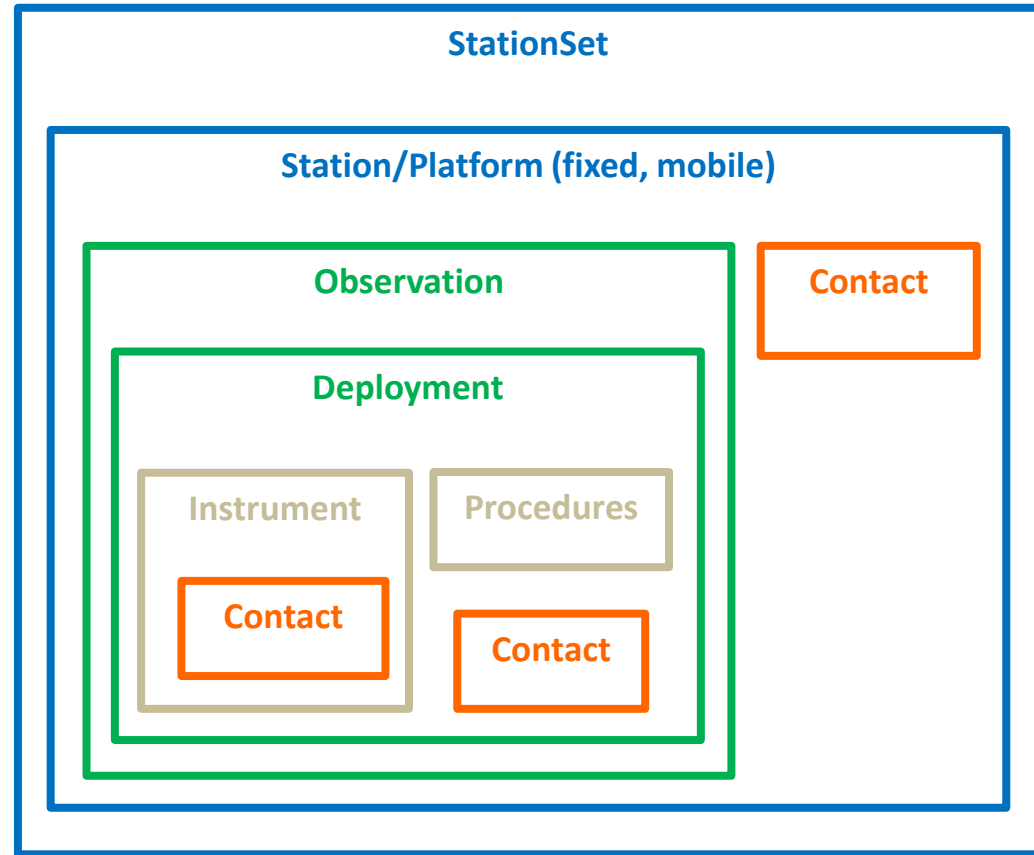 StationSet
Station/Platform (fixed, mobile)
Observation
Contact
Deployment
Instrument
Procedures
Contact
Contact